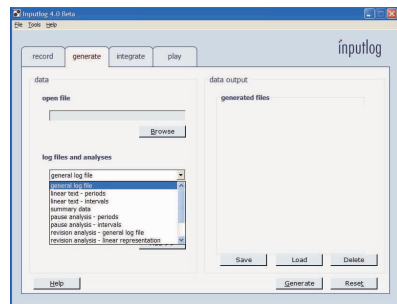 Inputlog 4.0 Beta
File Tools Help
record generate integrate play
ínputlog
data
open file
Browse
log files and analyses
general log file
general log file
linear text - periods
linear text - intervals
summary data
pause analysis - periods
pause analysis - intervals
revision analysis - general log file
revision analysis - linear representation
data output
generated files
Save Load Delete
Help
Generate Reset